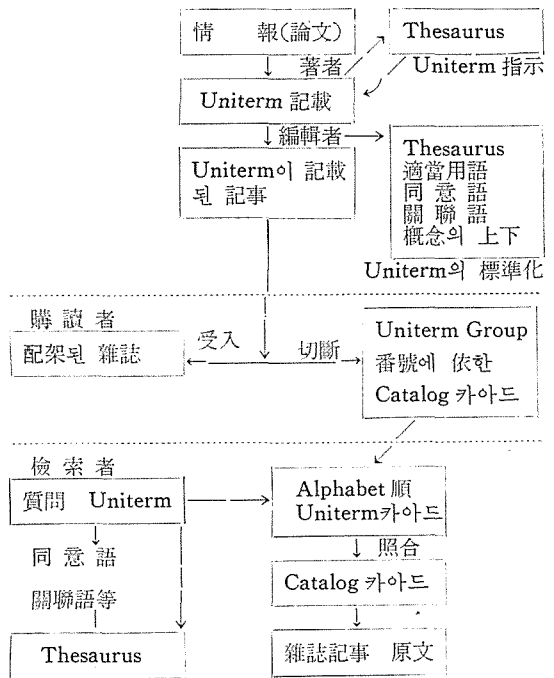 情 報(論文)
Thesaurus
著者
Uniterm 指示
Uniterm 記載
編輯者
Uniterm이 記載
된 記事
Thesaurus
適當用語
同 意 語
關 聯 語
槪念의 上下
Uniterm의 標準化
購 讀 者
配架된 雜誌
受入
切斷
Uniterm Group
番號에 依한
Catalog 카아드
檢 索 者
質問 Uniterm
Alphabet 順
Uniterm카아드
同 意 語
照合
關聯語等
Catalog 카아드
Thesaurus
雜誌記事 原文